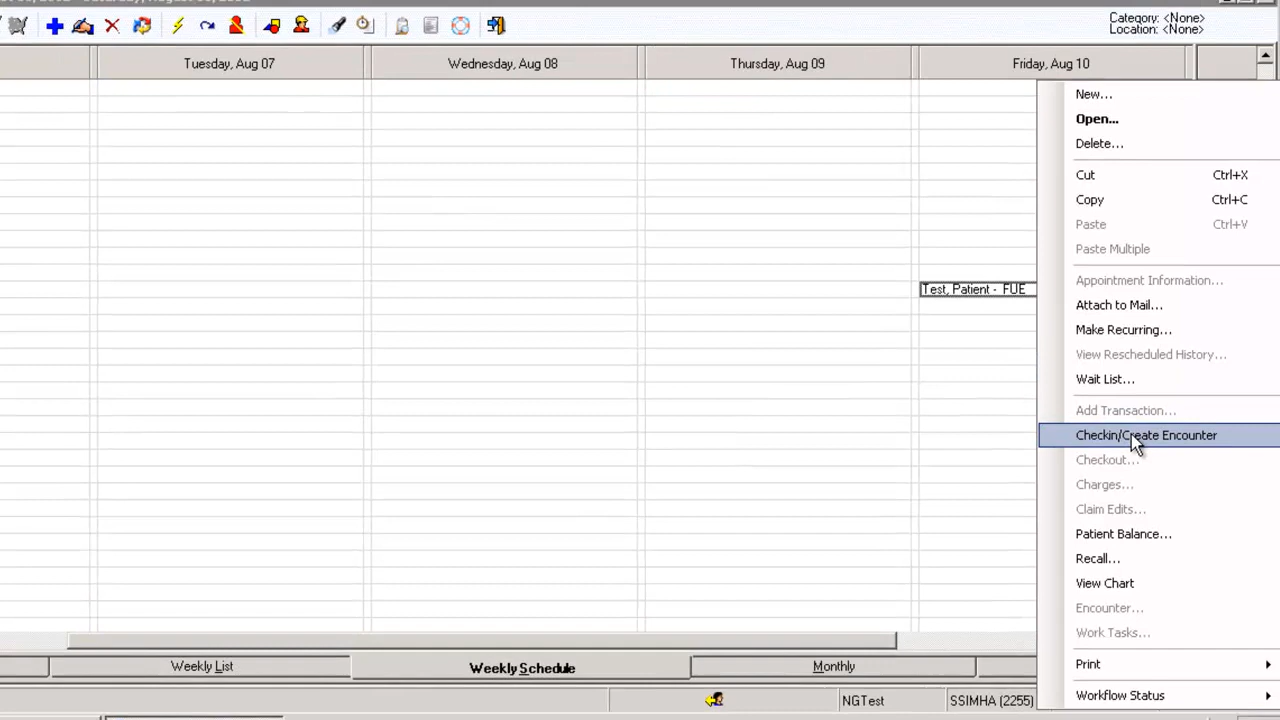 Category: <None>
Location: <None>
Tuesday, Aug 07
Wednesday, Aug 08
Thursday, Aug 09
Friday, Aug 10
Test, Patient - FUE
New...
Open...
Delete...
Cut Ctrl+X
Copy Ctrl+C
Paste Ctrl+V
Paste Multiple
Appointment Information...
Attach to Mail...
Make Recurring...
View Rescheduled History...
Wait List...
Add Transaction...
Checkin/Create Encounter
Checkout...
Charges...
Claim Edits...
Patient Balance...
Recall...
View Chart
Encounter...
Work Tasks...
Print
Workflow Status
Weekly List
Weekly Schedule
Monthly
NGTest
SSIMHA (2255)